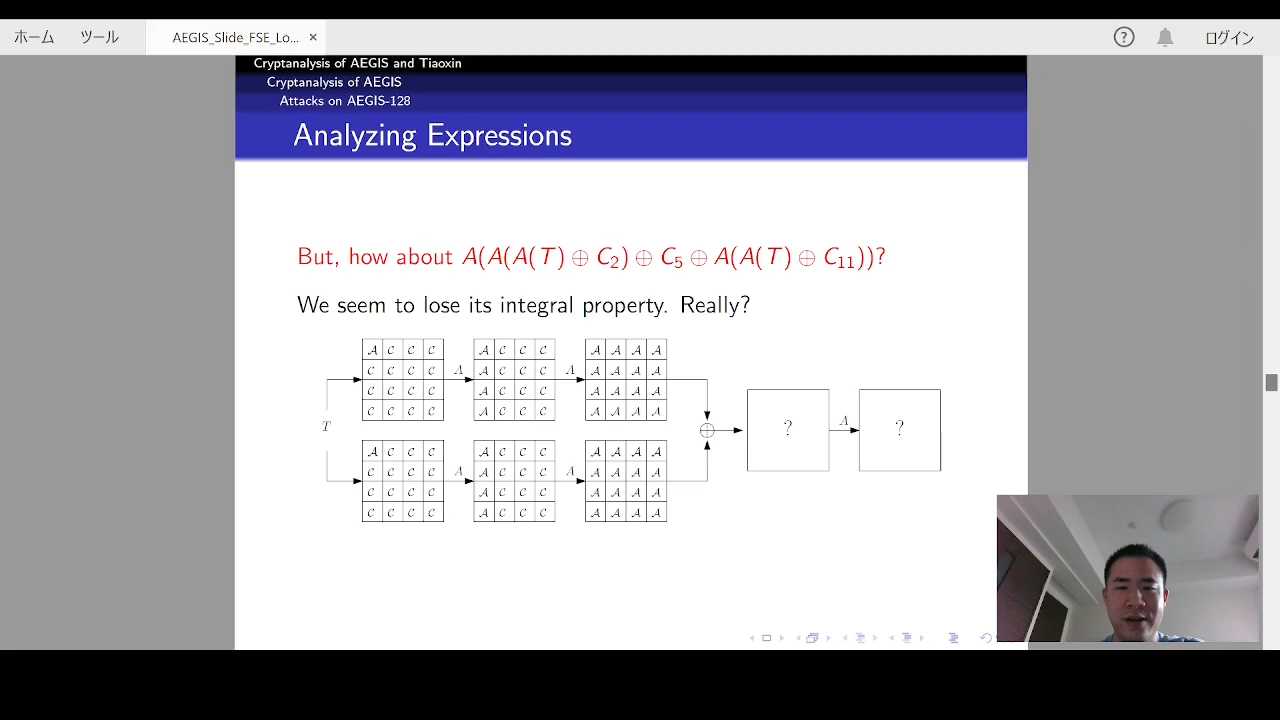 ホーム ツール AEGIS_Slide_FSE_Lo... × ? ログイン
Cryptanalysis of AEGIS and Tiaoxin
Cryptanalysis of AEGIS
Attacks on AEGIS-128
Analyzing Expressions
But, how about A(A(A(T) ⊕ C₂) ⊕ C₅ ⊕ A(A(T) ⊕ C₁₁))?
We seem to lose its integral property. Really?
𝒜 𝒞 𝒞 𝒞 𝒜 𝒞 𝒞 𝒞 𝒜 𝒜 𝒜 𝒜
𝒞 𝒞 𝒞 𝒞 A 𝒜 𝒞 𝒞 𝒞 A 𝒜 𝒜 𝒜 𝒜
𝒞 𝒞 𝒞 𝒞 𝒜 𝒞 𝒞 𝒞 𝒜 𝒜 𝒜 𝒜
𝒞 𝒞 𝒞 𝒞 𝒜 𝒞 𝒞 𝒞 𝒜 𝒜 𝒜 𝒜
T ⊕ ? A ?
𝒜 𝒞 𝒞 𝒞 𝒜 𝒞 𝒞 𝒞 𝒜 𝒜 𝒜 𝒜
𝒞 𝒞 𝒞 𝒞 A 𝒜 𝒞 𝒞 𝒞 A 𝒜 𝒜 𝒜 𝒜
𝒞 𝒞 𝒞 𝒞 𝒜 𝒞 𝒞 𝒞 𝒜 𝒜 𝒜 𝒜
𝒞 𝒞 𝒞 𝒞 𝒜 𝒞 𝒞 𝒞 𝒜 𝒜 𝒜 𝒜